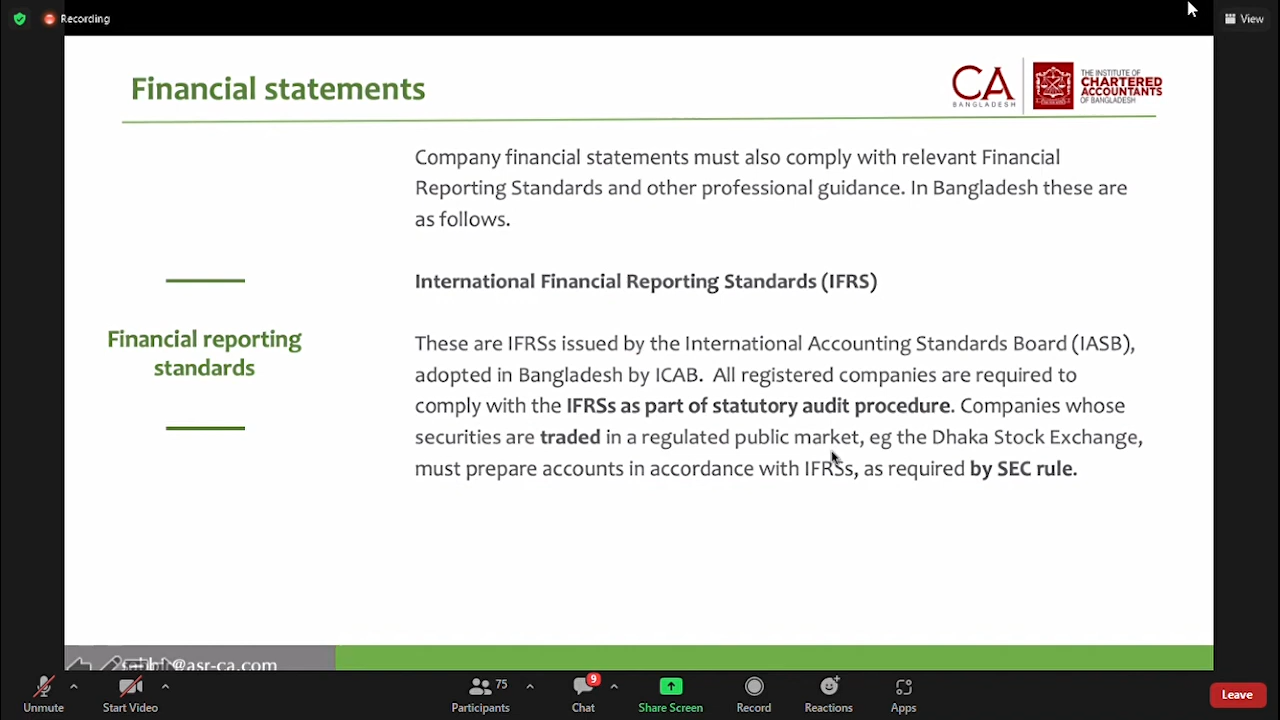 Recording
View
Financial statements
CA
BANGLADESH
THE INSTITUTE OF
CHARTERED
ACCOUNTANTS
OF BANGLADESH
Company financial statements must also comply with relevant Financial
Reporting Standards and other professional guidance. In Bangladesh these are
as follows.
International Financial Reporting Standards (IFRS)
Financial reporting
standards
These are IFRSs issued by the International Accounting Standards Board (IASB),
adopted in Bangladesh by ICAB. All registered companies are required to
comply with the IFRSs as part of statutory audit procedure. Companies whose
securities are traded in a regulated public market, eg the Dhaka Stock Exchange,
must prepare accounts in accordance with IFRSs, as required by SEC rule.
@asr-ca.com
75
9
Unmute
Start Video
Participants
Chat
Share Screen
Record
Reactions
Apps
Leave